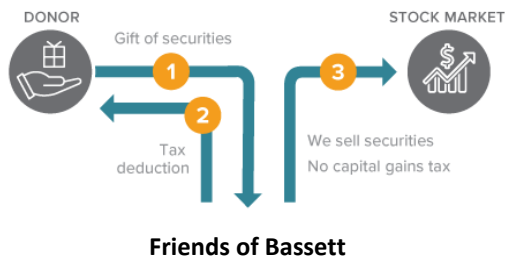 DONOR
STOCK MARKET
Gift of securities
1
3
$
2
Tax
deduction
We sell securities
No capital gains tax
Friends of Bassett